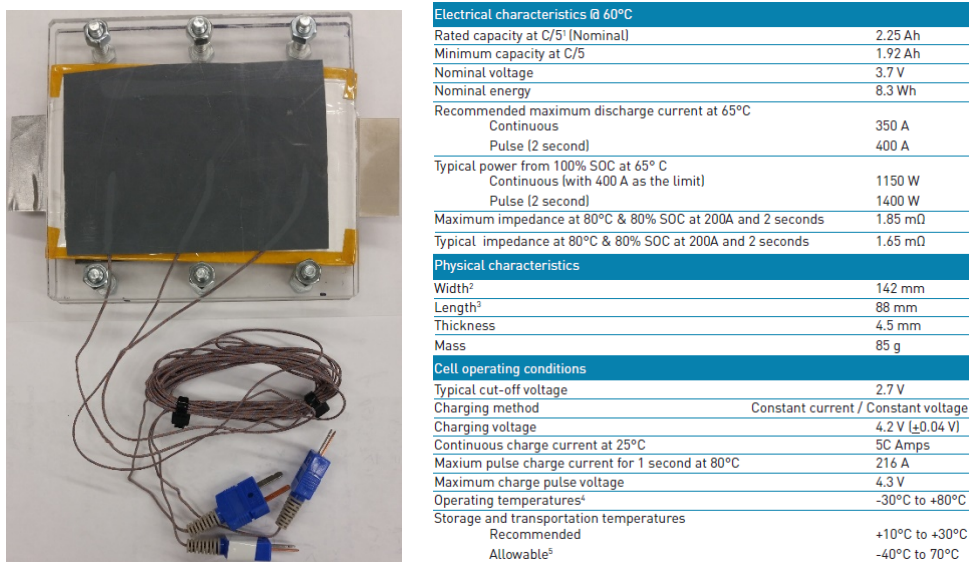 Electrical characteristics @ 60°C
Rated capacity at C/5¹ (Nominal) 2.25 Ah
Minimum capacity at C/5 1.92 Ah
Nominal voltage 3.7 V
Nominal energy 8.3 Wh
Recommended maximum discharge current at 65°C
Continuous 350 A
Pulse (2 second) 400 A
Typical power from 100% SOC at 65° C
Continuous (with 400 A as the limit) 1150 W
Pulse (2 second) 1400 W
Maximum impedance at 80°C & 80% SOC at 200A and 2 seconds 1.85 mΩ
Typical impedance at 80°C & 80% SOC at 200A and 2 seconds 1.65 mΩ
Physical characteristics
Width² 142 mm
Length³ 88 mm
Thickness 4.5 mm
Mass 85 g
Cell operating conditions
Typical cut-off voltage 2.7 V
Charging method Constant current / Constant voltage
Charging voltage 4.2 V (±0.04 V)
Continuous charge current at 25°C 5C Amps
Maxium pulse charge current for 1 second at 80°C 216 A
Maximum charge pulse voltage 4.3 V
Operating temperatures⁴ -30°C to +80°C
Storage and transportation temperatures
Recommended +10°C to +30°C
Allowable⁵ -40°C to 70°C